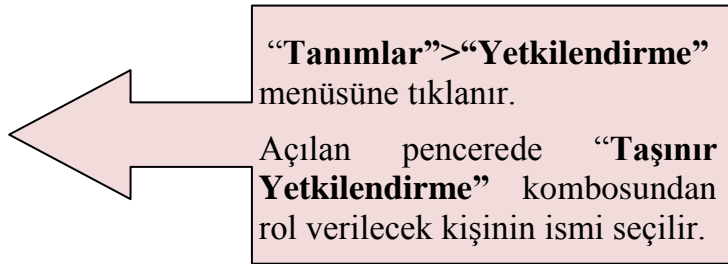 “Tanımlar”>“Yetkilendirme”
menüsüne tıklanır.
Açılan pencerede “Taşınır
Yetkilendirme” kombosundan
rol verilecek kişinin ismi seçilir.